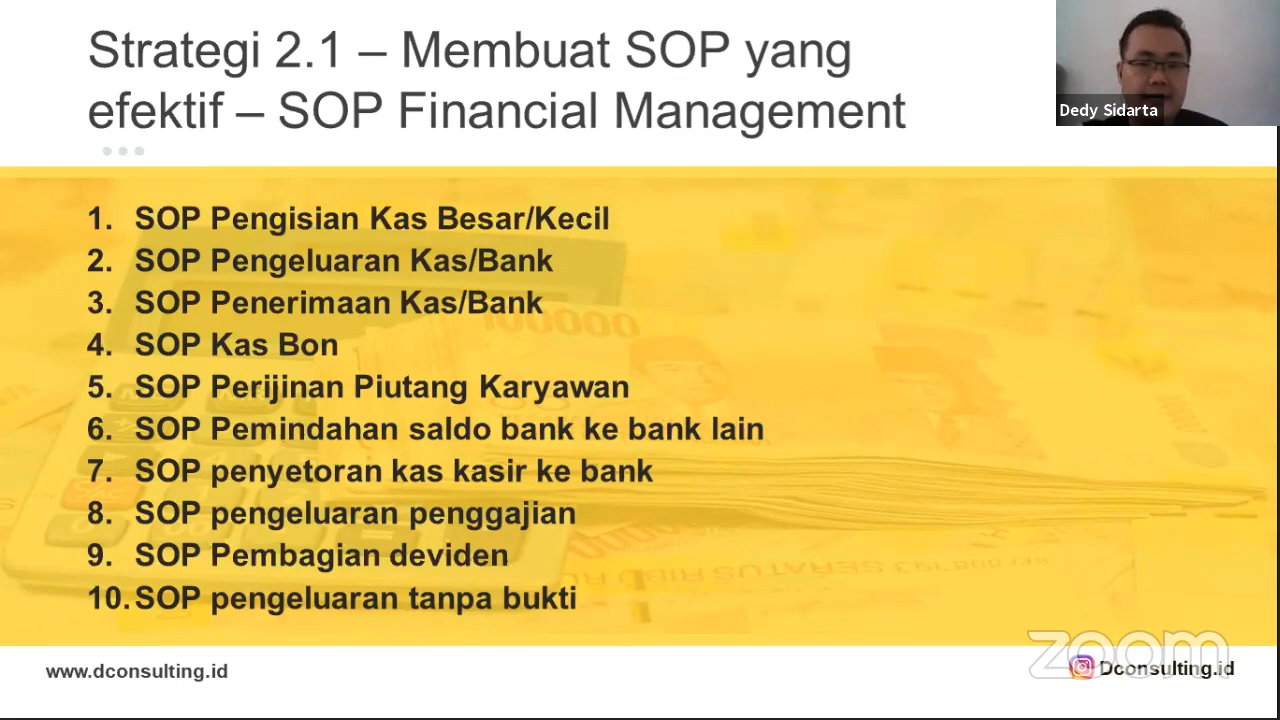 Strategi 2.1 – Membuat SOP yang
efektif – SOP Financial Management
Dedy Sidarta
1. SOP Pengisian Kas Besar/Kecil
2. SOP Pengeluaran Kas/Bank
3. SOP Penerimaan Kas/Bank
4. SOP Kas Bon
5. SOP Perijinan Piutang Karyawan
6. SOP Pemindahan saldo bank ke bank lain
7. SOP penyetoran kas kasir ke bank
8. SOP pengeluaran penggajian
9. SOP Pembagian deviden
10. SOP pengeluaran tanpa bukti
100000
zoom
www.dconsulting.id
Dconsulting.id